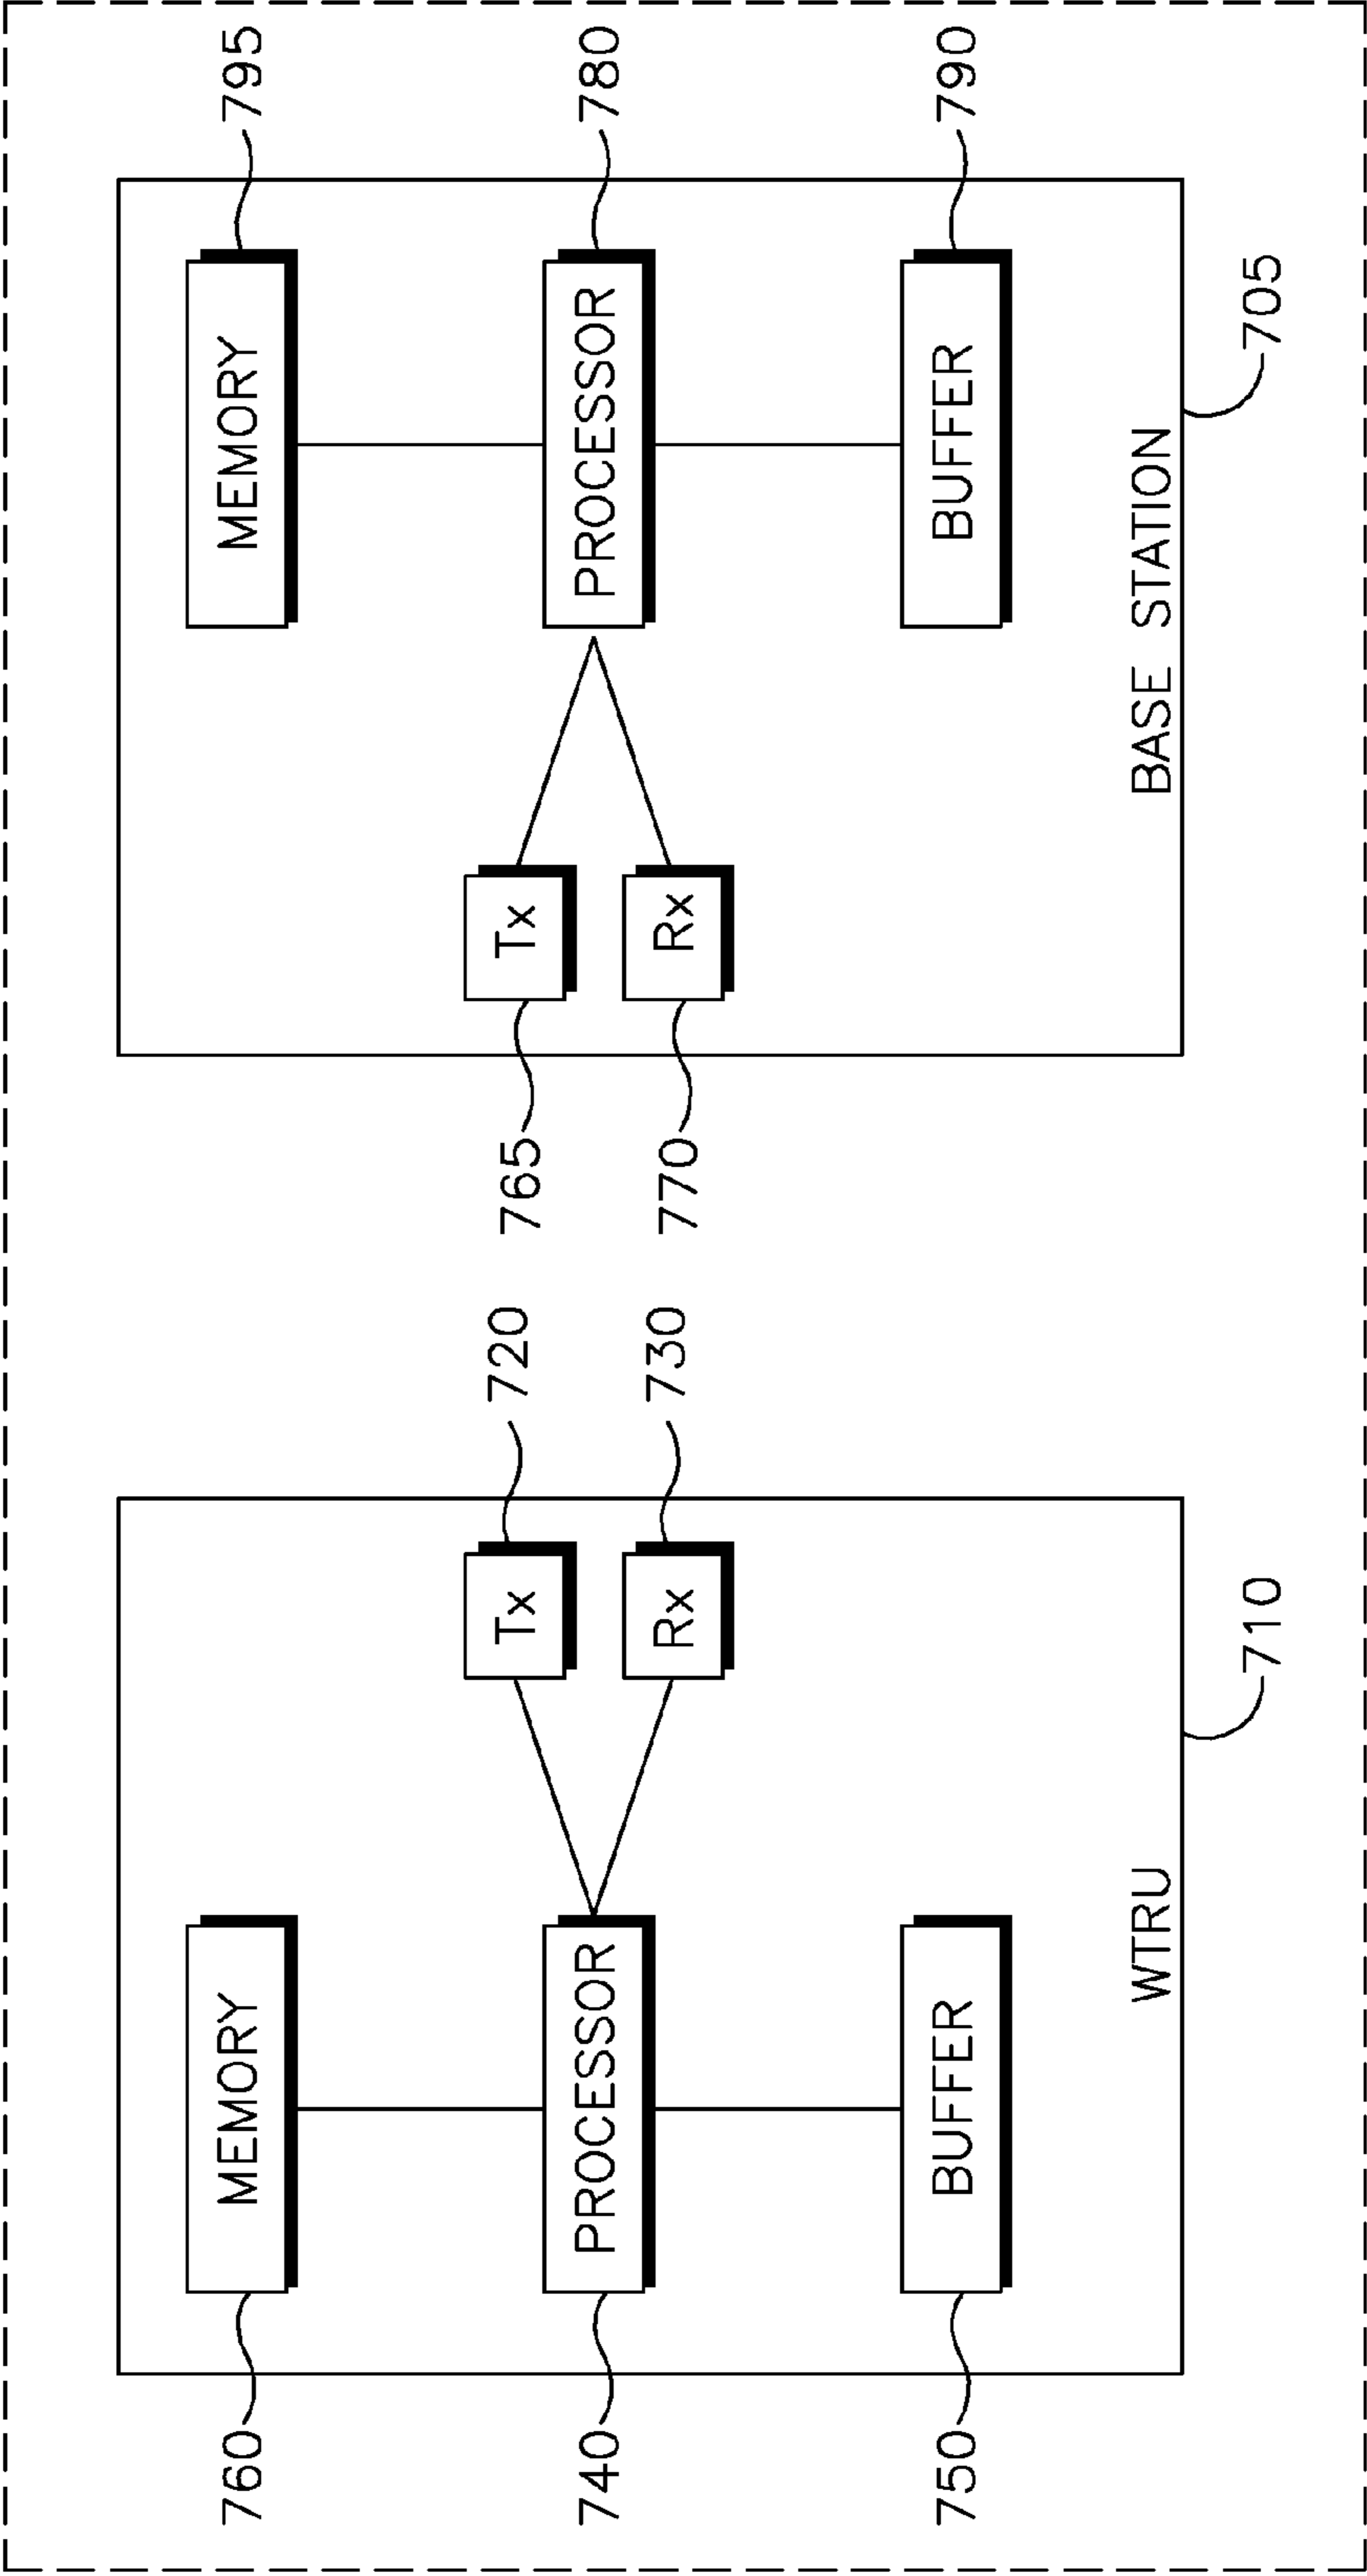 760
MEMORY
740
PROCESSOR
750
BUFFER
Tx
720
Rx
730
WTRU
710
765
Tx
770
Rx
MEMORY
795
PROCESSOR
780
BUFFER
790
BASE STATION
705